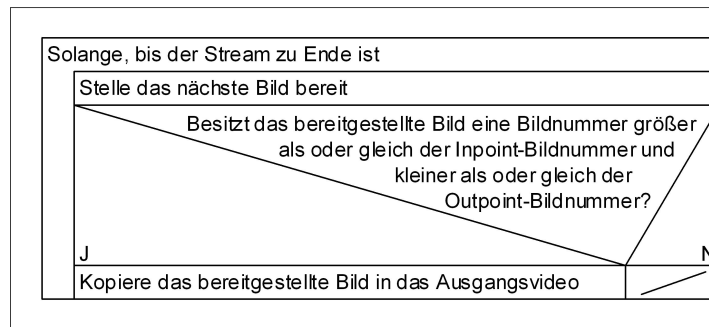 Solange, bis der Stream zu Ende ist
Stelle das nächste Bild bereit
Besitzt das bereitgestellte Bild eine Bildnummer größer
als oder gleich der Inpoint-Bildnummer und
kleiner als oder gleich der
Outpoint-Bildnummer?
J
N
Kopiere das bereitgestellte Bild in das Ausgangsvideo